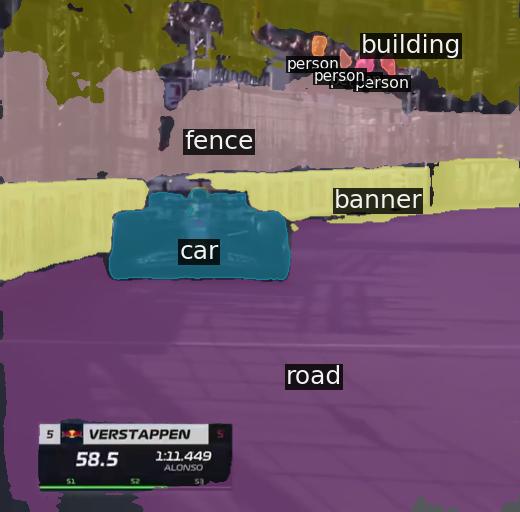 building
person
person
person
fence
banner
car
road
5 VERSTAPPEN 5
58.5 1:11.449
ALONSO
S1 S2 S3